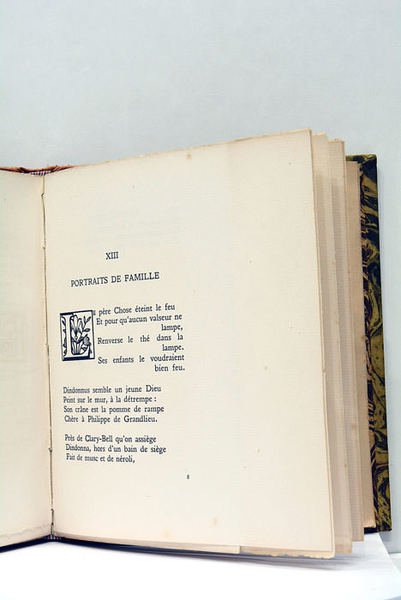 XIII
PORTRAITS DE FAMILLE
Le père Chose éteint le feu
Et pour qu'aucun valseur ne
lampe,
Renverse le thé dans la
lampe.
Ses enfants le voudraient
bien feu.
Dindonnus semble un jeune Dieu
Peint sur le mur, à la détrempe :
Son crâne est la pomme de rampe
Chère à Philippe de Grandlieu.
Près de Clary-Bell qu'on assiège
Dindonna, hors d'un bain de siège
Fait de musc et de néroli,
8